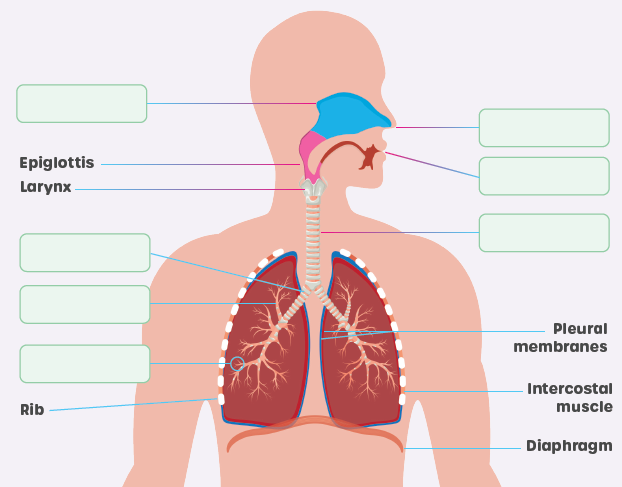 Epiglottis
Larynx
Pleural
membranes
Intercostal
muscle
Rib
Diaphragm